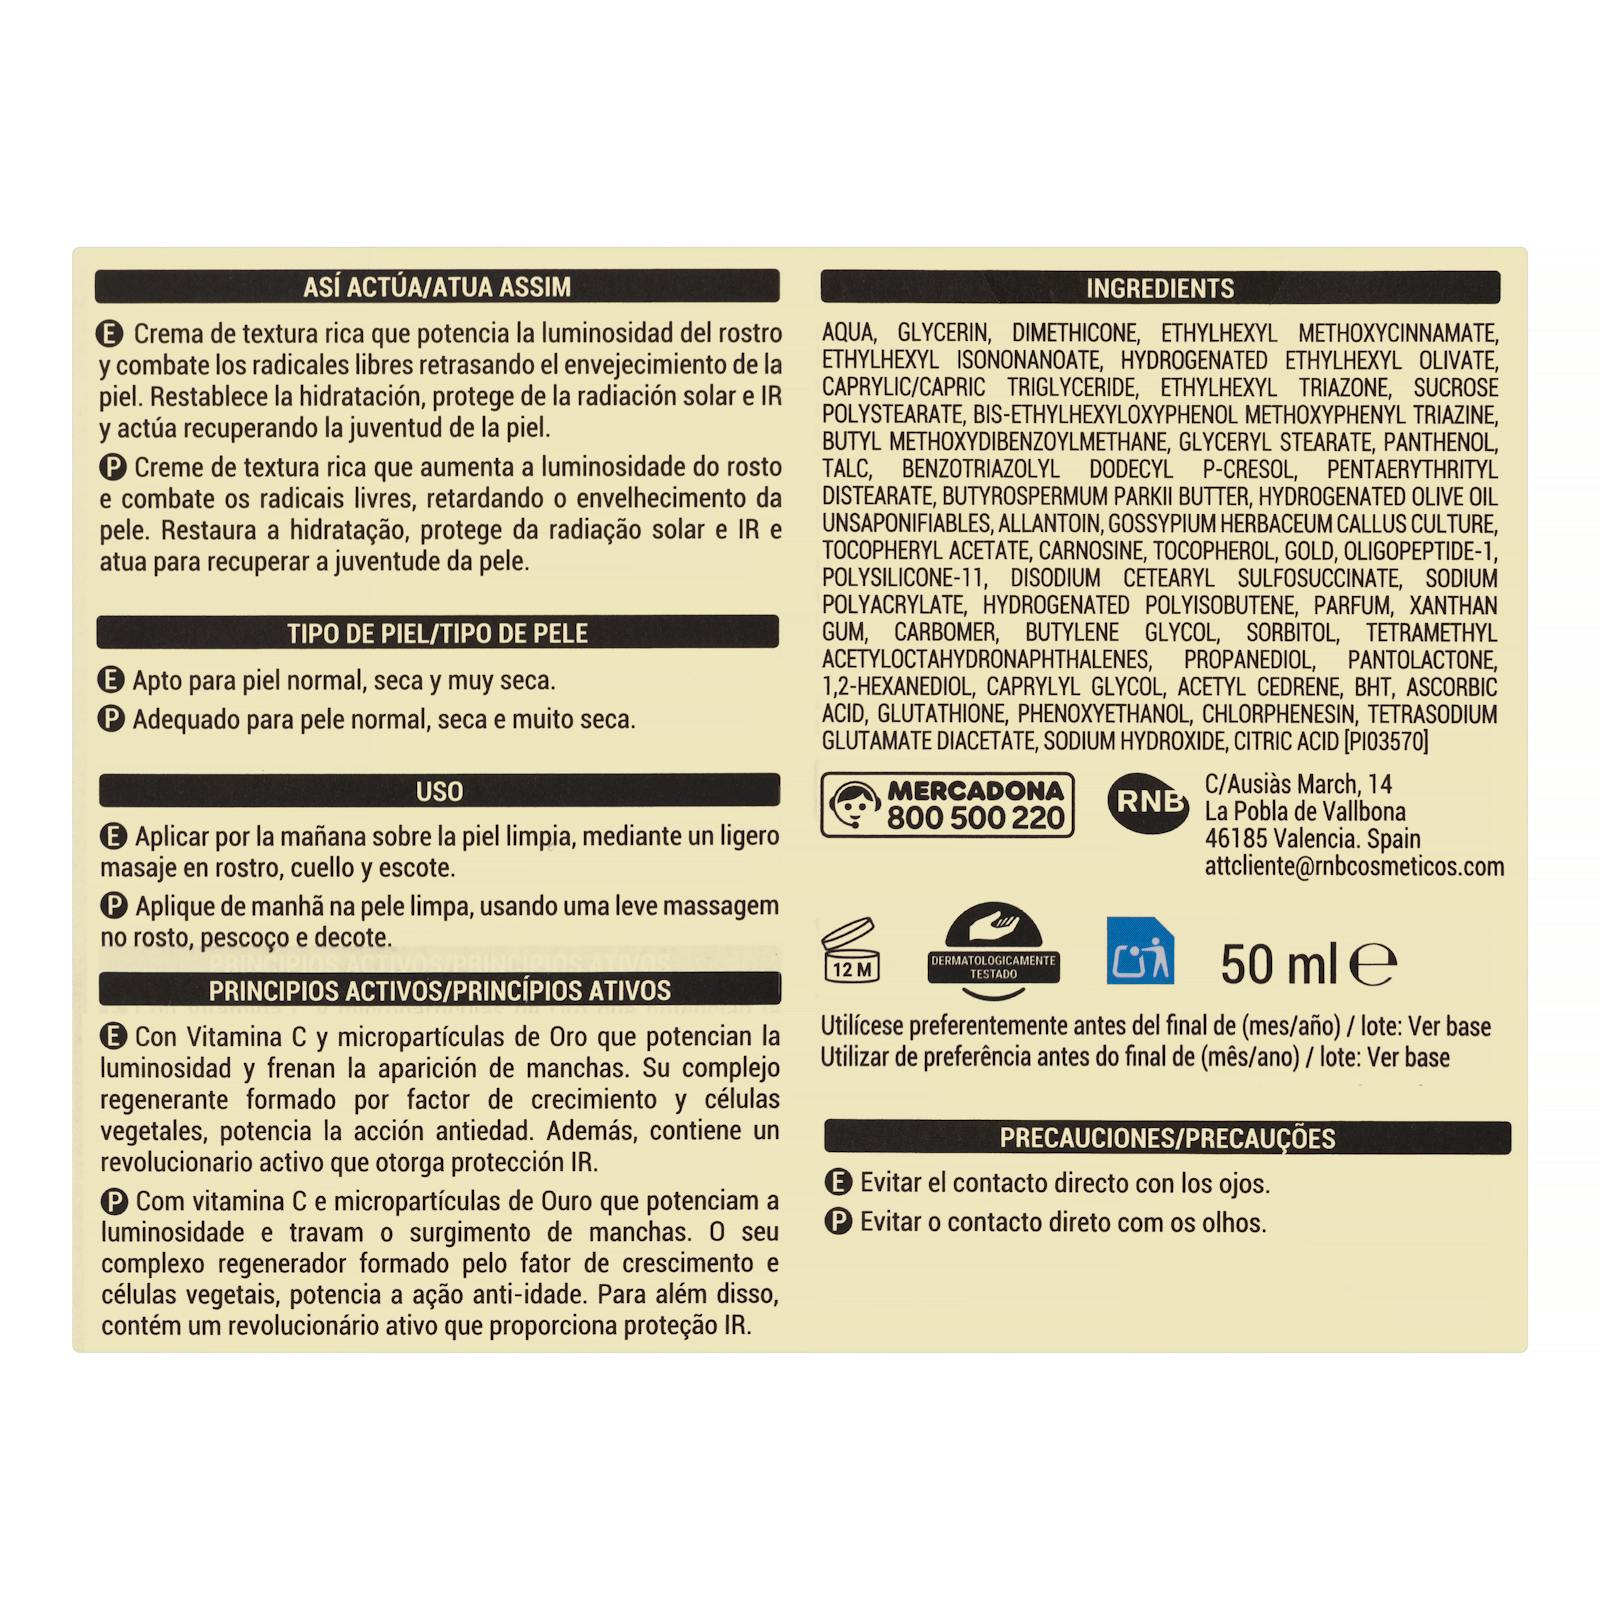 ASÍ ACTÚA/ATUA ASSIM
E Crema de textura rica que potencia la luminosidad del rostro
y combate los radicales libres retrasando el envejecimiento de la
piel. Restablece la hidratación, protege de la radiación solar e IR
y actúa recuperando la juventud de la piel.
P Creme de textura rica que aumenta a luminosidade do rosto
e combate os radicais livres, retardando o envelhecimento da
pele. Restaura a hidratação, protege da radiação solar e IR e
atua para recuperar a juventude da pele.
TIPO DE PIEL/TIPO DE PELE
E Apto para piel normal, seca y muy seca.
P Adequado para pele normal, seca e muito seca.
USO
E Aplicar por la mañana sobre la piel limpia, mediante un ligero
masaje en rostro, cuello y escote.
P Aplique de manhã na pele limpa, usando uma leve massagem
no rosto, pescoço e decote.
PRINCIPIOS ACTIVOS/PRINCÍPIOS ATIVOS
E Con Vitamina C y micropartículas de Oro que potencian la
luminosidad y frenan la aparición de manchas. Su complejo
regenerante formado por factor de crecimiento y células
vegetales, potencia la acción antiedad. Además, contiene un
revolucionario activo que otorga protección IR.
P Com vitamina C e micropartículas de Ouro que potenciam a
luminosidade e travam o surgimento de manchas. O seu
complexo regenerador formado pelo fator de crescimento e
células vegetais, potencia a ação anti-idade. Para além disso,
contém um revolucionário ativo que proporciona proteção IR.
INGREDIENTS
AQUA, GLYCERIN, DIMETHICONE, ETHYLHEXYL METHOXYCINNAMATE,
ETHYLHEXYL ISONONANOATE, HYDROGENATED ETHYLHEXYL OLIVATE,
CAPRYLIC/CAPRIC TRIGLYCERIDE, ETHYLHEXYL TRIAZONE, SUCROSE
POLYSTEARATE, BIS-ETHYLHEXYLOXYPHENOL METHOXYPHENYL TRIAZINE,
BUTYL METHOXYDIBENZOYLMETHANE, GLYCERYL STEARATE, PANTHENOL,
TALC, BENZOTRIAZOLYL DODECYL P-CRESOL, PENTAERYTHRITYL
DISTEARATE, BUTYROSPERMUM PARKII BUTTER, HYDROGENATED OLIVE OIL
UNSAPONIFIABLES, ALLANTOIN, GOSSYPIUM HERBACEUM CALLUS CULTURE,
TOCOPHERYL ACETATE, CARNOSINE, TOCOPHEROL, GOLD, OLIGOPEPTIDE-1,
POLYSILICONE-11, DISODIUM CETEARYL SULFOSUCCINATE, SODIUM
POLYACRYLATE, HYDROGENATED POLYISOBUTENE, PARFUM, XANTHAN
GUM, CARBOMER, BUTYLENE GLYCOL, SORBITOL, TETRAMETHYL
ACETYLOCTAHYDRONAPHTHALENES, PROPANEDIOL, PANTOLACTONE,
1,2-HEXANEDIOL, CAPRYLYL GLYCOL, ACETYL CEDRENE, BHT, ASCORBIC
ACID, GLUTATHIONE, PHENOXYETHANOL, CHLORPHENESIN, TETRASODIUM
GLUTAMATE DIACETATE, SODIUM HYDROXIDE, CITRIC ACID [PI03570]
MERCADONA
800 500 220
RNB
C/Ausiàs March, 14
La Pobla de Vallbona
46185 Valencia. Spain
attcliente@rnbcosmeticos.com
12 M
DERMATOLOGICAMENTE
TESTADO
50 ml e
Utilícese preferentemente antes del final de (mes/año) / lote: Ver base
Utilizar de preferência antes do final de (mês/ano) / lote: Ver base
PRECAUCIONES/PRECAUÇÕES
E Evitar el contacto directo con los ojos.
P Evitar o contacto direto com os olhos.